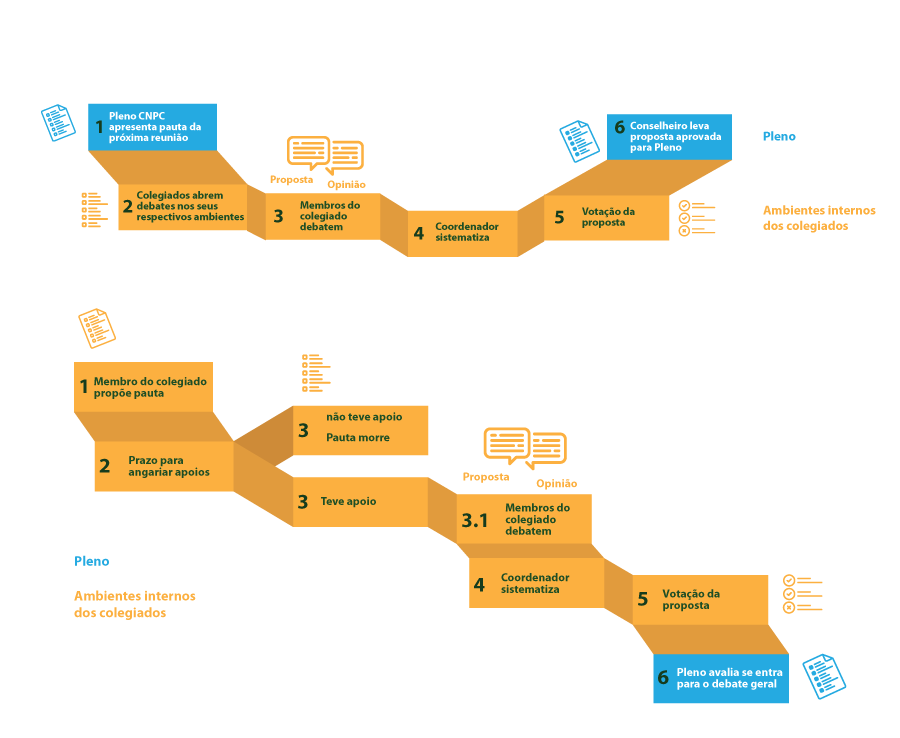 1 Pleno CNPC
apresenta pauta da
próxima reunião
2 Colegiados abrem
debates nos seus
respectivos ambientes
Proposta
Opinião
3 Membros do
colegiado
debatem
4 Coordenador
sistematiza
5 Votação da
proposta
6 Conselheiro leva
proposta aprovada
para Pleno
Pleno
Ambientes internos
dos colegiados
1 Membro do colegiado
propõe pauta
2 Prazo para
angariar apoios
3 não teve apoio
Pauta morre
3 Teve apoio
Proposta
Opinião
3.1 Membros do
colegiado
debatem
4 Coordenador
sistematiza
5 Votação da
proposta
6 Pleno avalia se entra
para o debate geral
Pleno
Ambientes internos
dos colegiados